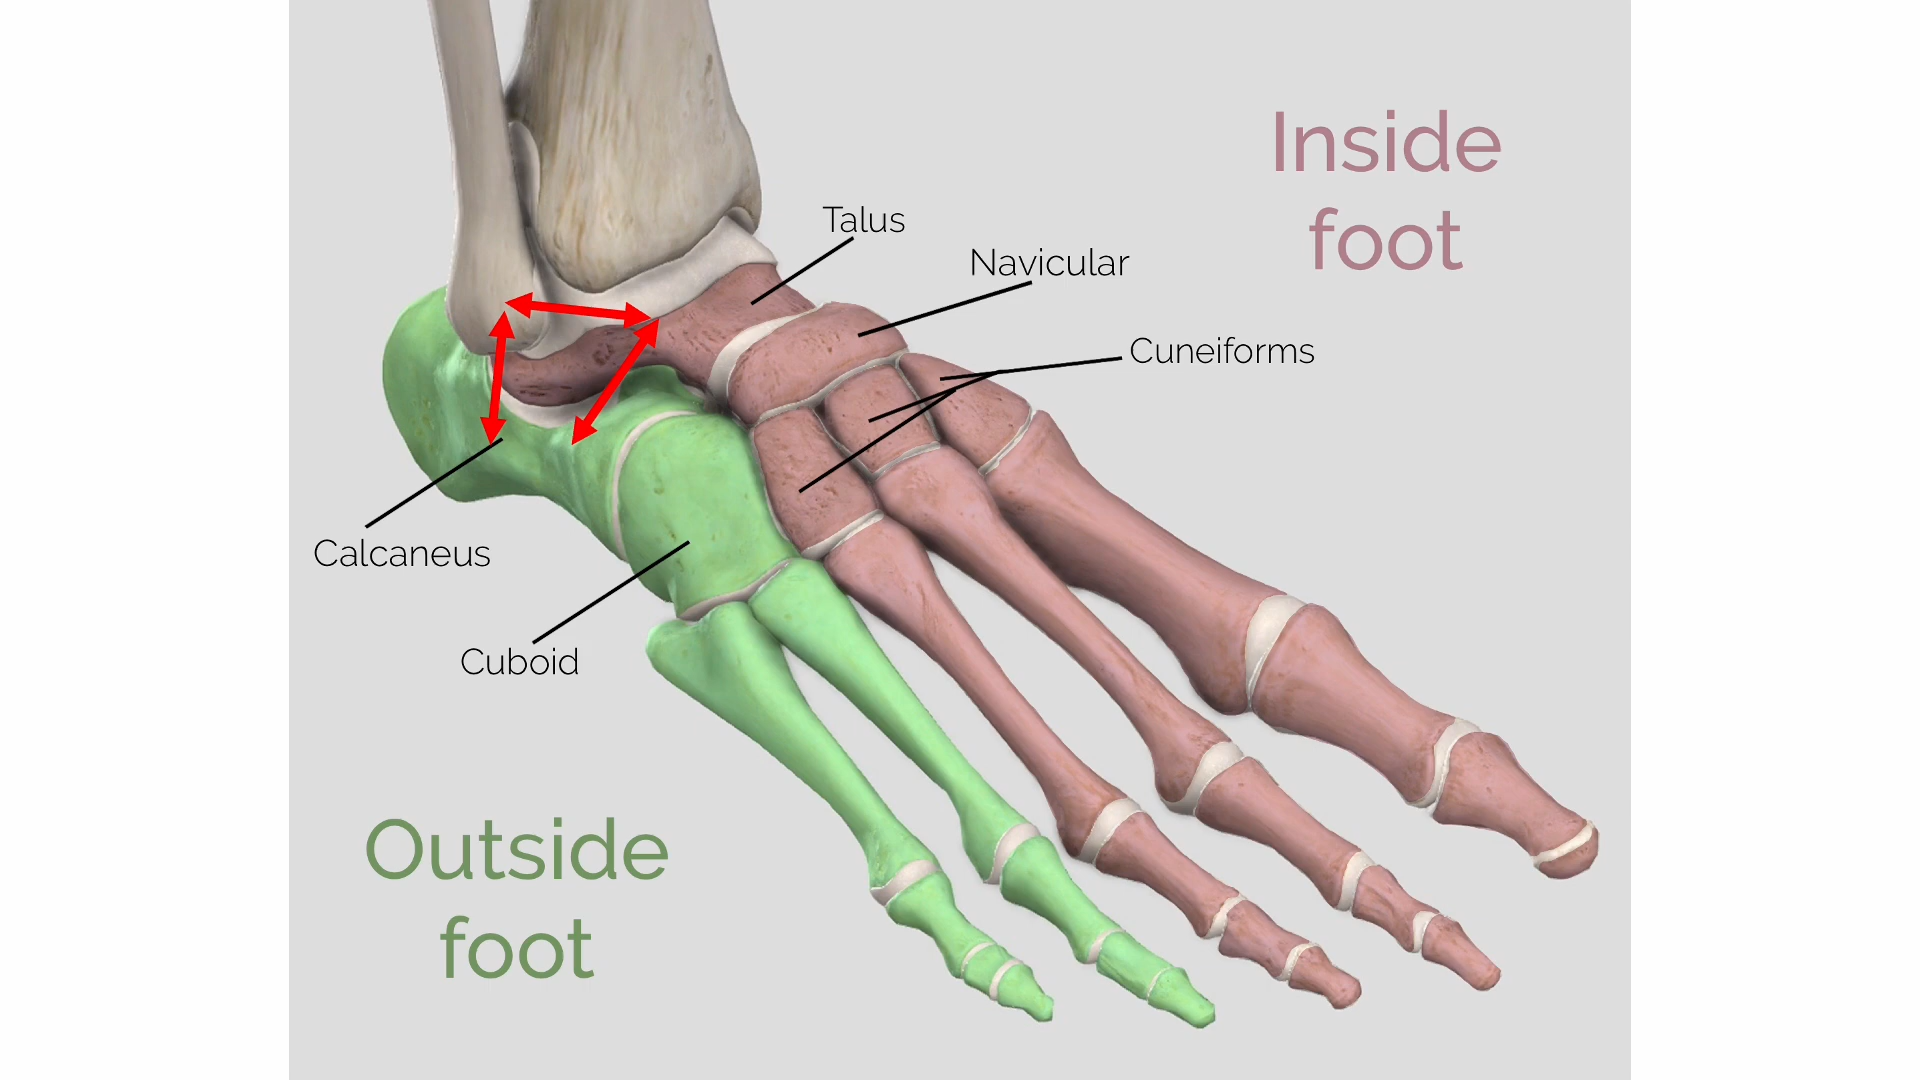 Inside
foot
Talus
Navicular
Cuneiforms
Calcaneus
Cuboid
Outside
foot